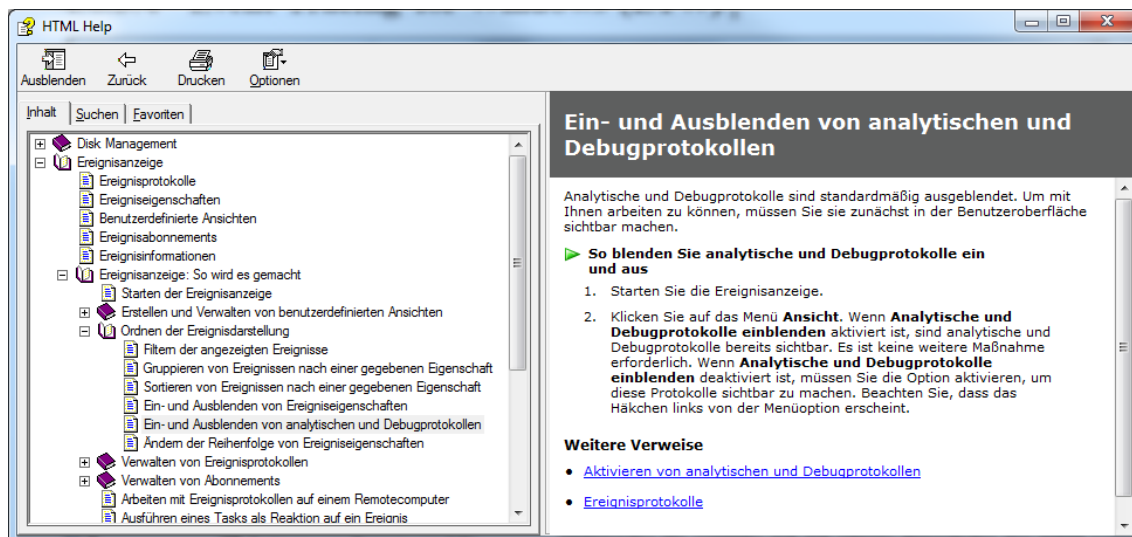 HTML Help
Ausblenden Zurück Drucken Optionen
Inhalt Suchen Favoriten
Disk Management
Ereignisanzeige
Ereignisprotokolle
Ereigniseigenschaften
Benutzerdefinierte Ansichten
Ereignisabonnements
Ereignisinformationen
Ereignisanzeige: So wird es gemacht
Starten der Ereignisanzeige
Erstellen und Verwalten von benutzerdefinierten Ansichten
Ordnen der Ereignisdarstellung
Filtern der angezeigten Ereignisse
Gruppieren von Ereignissen nach einer gegebenen Eigenschaft
Sortieren von Ereignissen nach einer gegebenen Eigenschaft
Ein- und Ausblenden von Ereigniseigenschaften
Ein- und Ausblenden von analytischen und Debugprotokollen
Ändern der Reihenfolge von Ereigniseigenschaften
Verwalten von Ereignisprotokollen
Verwalten von Abonnements
Arbeiten mit Ereignisprotokollen auf einem Remotecomputer
Ausführen eines Tasks als Reaktion auf ein Ereignis
Ein- und Ausblenden von analytischen und
Debugprotokollen
Analytische und Debugprotokolle sind standardmäßig ausgeblendet. Um mit
Ihnen arbeiten zu können, müssen Sie sie zunächst in der Benutzeroberfläche
sichtbar machen.
So blenden Sie analytische und Debugprotokolle ein
und aus
1. Starten Sie die Ereignisanzeige.
2. Klicken Sie auf das Menü Ansicht. Wenn Analytische und
Debugprotokolle einblenden aktiviert ist, sind analytische und
Debugprotokolle bereits sichtbar. Es ist keine weitere Maßnahme
erforderlich. Wenn Analytische und Debugprotokolle
einblenden deaktiviert ist, müssen Sie die Option aktivieren, um
diese Protokolle sichtbar zu machen. Beachten Sie, dass das
Häkchen links von der Menüoption erscheint.
Weitere Verweise
• Aktivieren von analytischen und Debugprotokollen
• Ereignisprotokolle